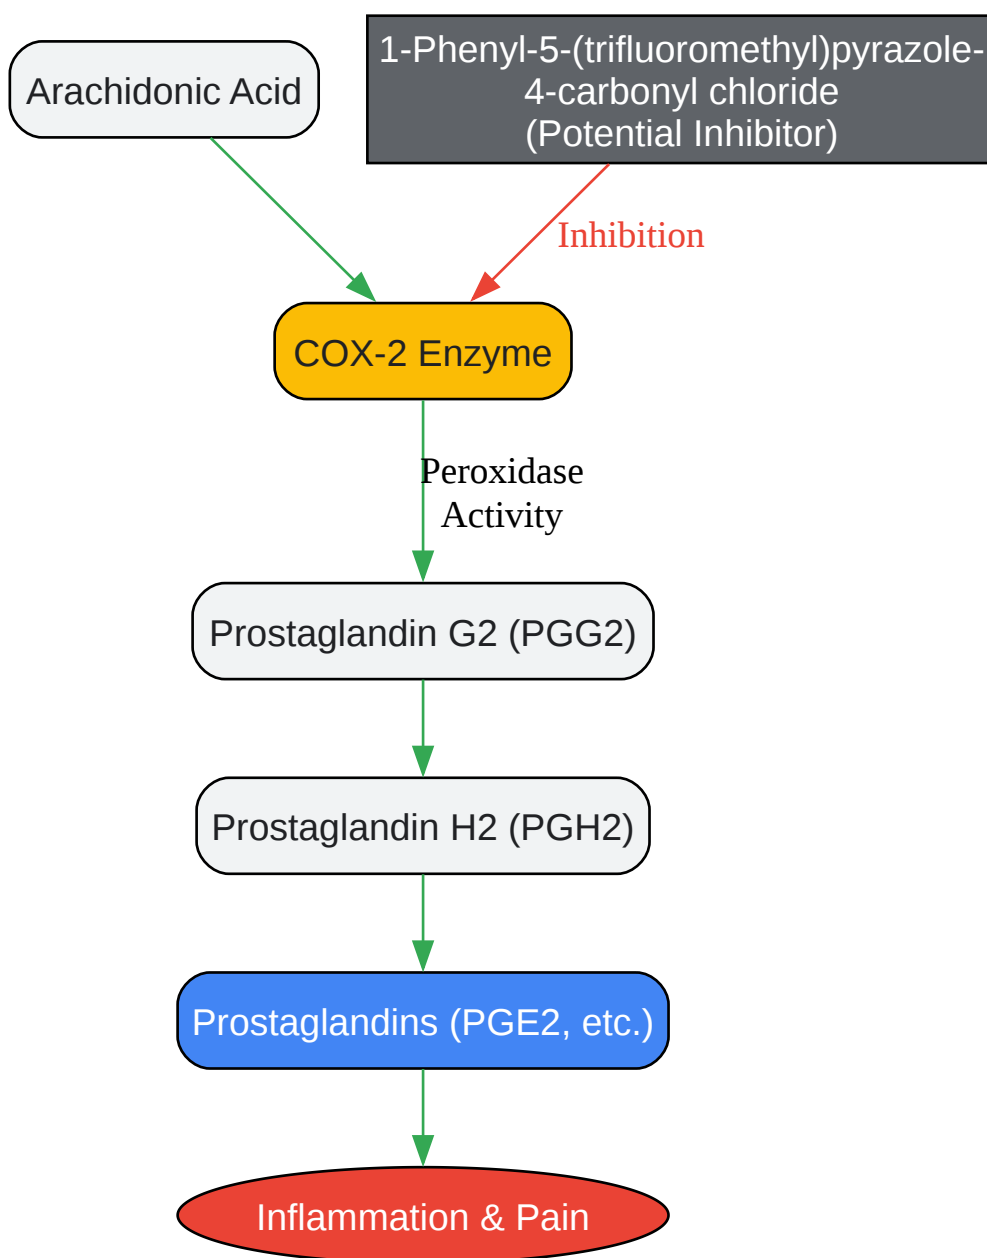 Arachidonic Acid
1-Phenyl-5-(trifluoromethyl)pyrazole-
4-carbonyl chloride
(Potential Inhibitor)
Inhibition
COX-2 Enzyme
Peroxidase
Activity
Prostaglandin G2 (PGG2)
Prostaglandin H2 (PGH2)
Prostaglandins (PGE2, etc.)
Inflammation & Pain